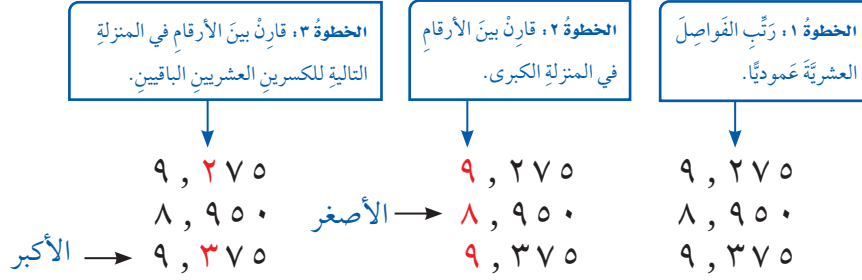 الخطوةُ ١: رَتِّبِ الفَواصِلَ
العشريَّةَ عَموديًّا.
٩,٢٧٥
٨,٩٥٠
٩,٣٧٥
الخطوةُ ٢: قارِنْ بينَ الأرقامِ
في المنزلةِ الكبرى.
٩,٢٧٥
٨,٩٥٠ الأصغر
٩,٣٧٥
الخطوةُ ٣: قارِنْ بينَ الأرقامِ في المنزلةِ
التاليةِ للكسرينِ العشريينِ الباقيينِ.
٩,٢٧٥
٨,٩٥٠
٩,٣٧٥ الأكبر